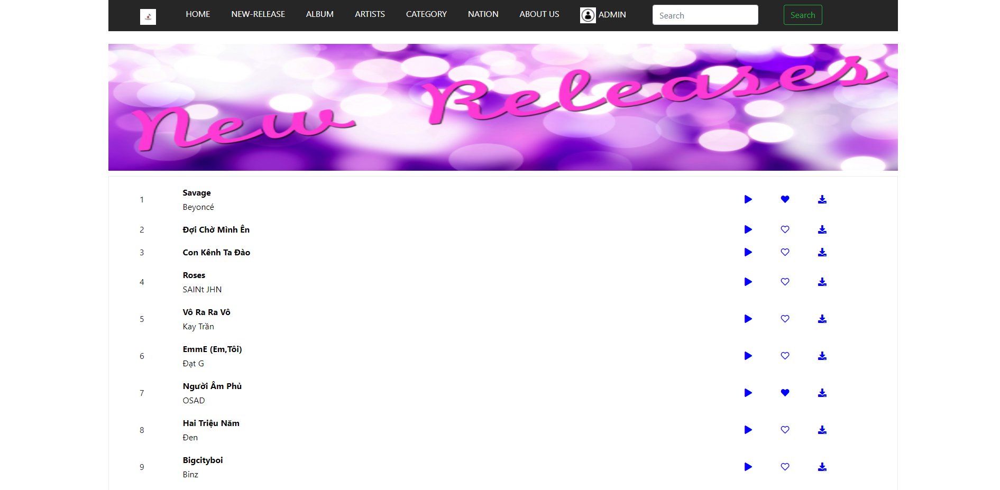 HOME NEW-RELEASE ALBUM ARTISTS CATEGORY NATION ABOUT US ADMIN Search Search
New Releases
1 Savage
Beyoncé
2 Đợi Chờ Mình Ên
3 Con Kênh Ta Đào
4 Roses
SAINt JHN
5 Vô Ra Ra Vô
Kay Trần
6 EmmE (Em,Tôi)
Đạt G
7 Người Âm Phủ
OSAD
8 Hai Triệu Năm
Đen
9 Bigcityboi
Binz